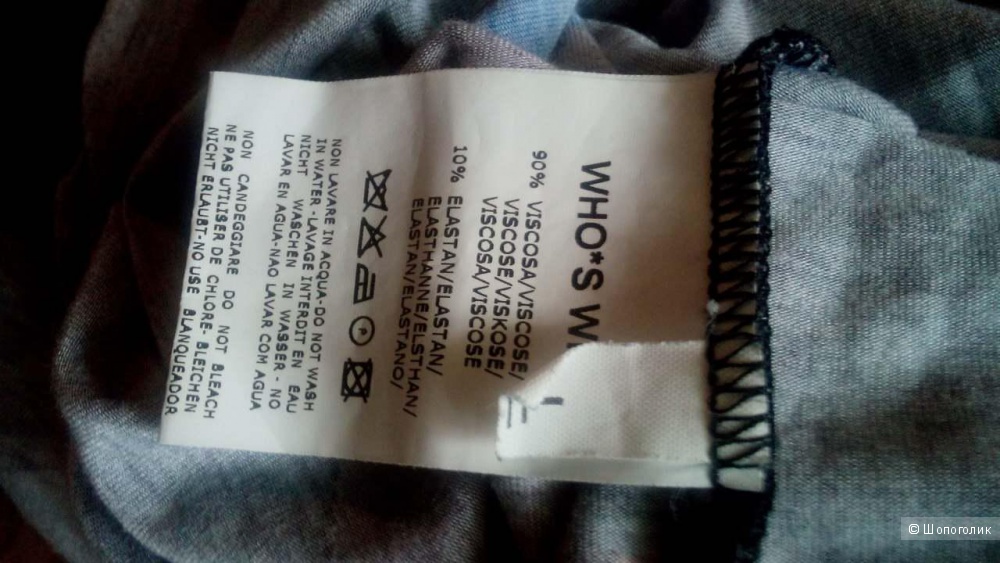 WHO*S W
90% VISCOSA/VISCOSE/
VISCOSE/VISKOSE/
VISCOSA/VISCOSE
10% ELASTAN/ELASTAN/
ELASTHANNE/ELSTHAN/
ELASTAN/ELASTANO/
NON LAVARE IN ACQUA-DO NOT WASH
IN WATER -LAVAGE INTERDIT EN EAU
NICHT WASCHEN IN WASSER - NO
LAVAR EN AGUA-NAO LAVAR COM AGUA
NON CANDEGGIARE DO NOT BLEACH
NE PAS UTILISER DE CHLORE- BLEICHEN
NICHT ERLAUBT-NO USE BLANQUEADOR
© Шопоголик